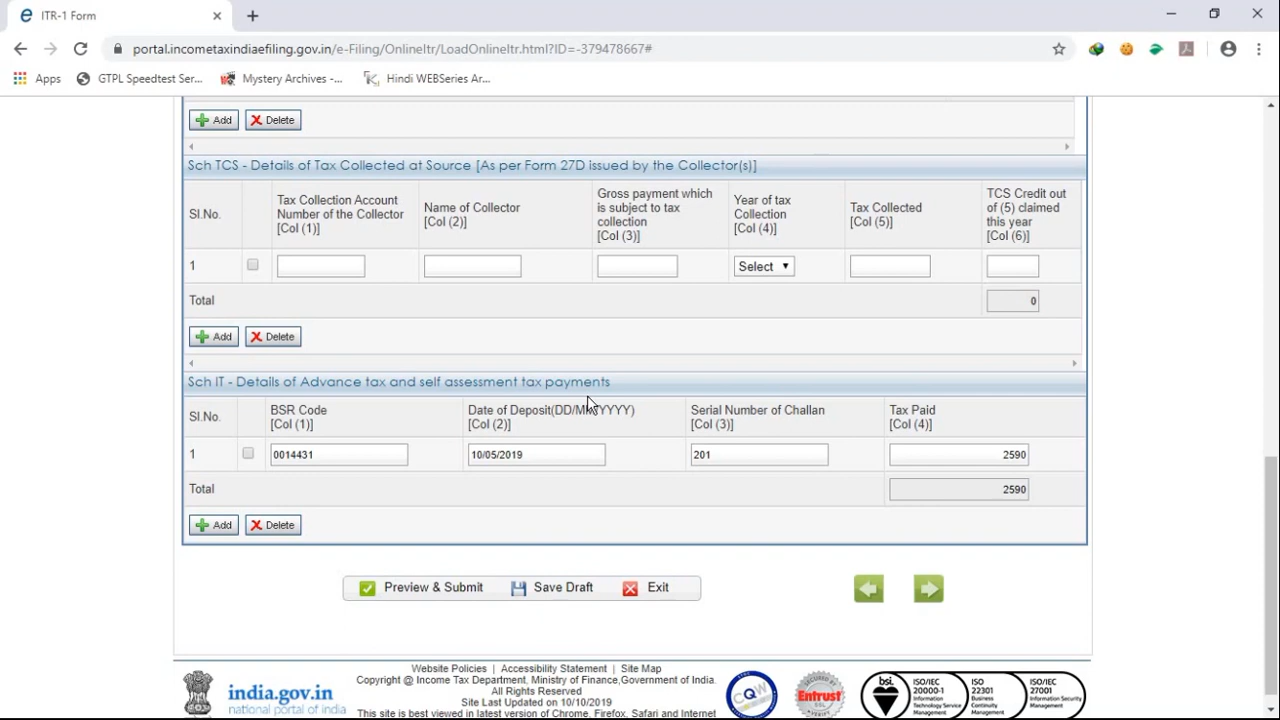 ITR-1 Form
portal.incometaxindiaefiling.gov.in/e-Filing/OnlineItr/LoadOnlineItr.html?ID=-379478667#
Apps GTPL Speedtest Ser... Mystery Archives -... Hindi WEBSeries Ar...
Add Delete
Sch TCS - Details of Tax Collected at Source [As per Form 27D issued by the Collector(s)]
Sl.No.
Tax Collection Account
Number of the Collector
[Col (1)]
Name of Collector
[Col (2)]
Gross payment which
is subject to tax
collection
[Col (3)]
Year of tax
Collection
[Col (4)]
Tax Collected
[Col (5)]
TCS Credit out
of (5) claimed
this year
[Col (6)]
1 Select
Total 0
Add Delete
Sch IT - Details of Advance tax and self assessment tax payments
Sl.No.
BSR Code
[Col (1)]
Date of Deposit(DD/MM/YYYY)
[Col (2)]
Serial Number of Challan
[Col (3)]
Tax Paid
[Col (4)]
1 0014431 10/05/2019 201 2590
Total 2590
Add Delete
Preview & Submit Save Draft Exit
Website Policies | Accessibility Statement | Site Map
Copyright @ Income Tax Department, Ministry of Finance,Government of India.
All Rights Reserved
Site Last Updated on 10/10/2019
This site is best viewed in latest version of Chrome, Firefox, Safari and Internet
india.gov.in
national portal of india
CQW
SECURED BY
Entrust
SSL
bsi.
ISO/IEC
20000-1
Information
Technology Service
Management
ISO
22301
Business
Continuity
Management
ISO/IEC
27001
Information Security
Management